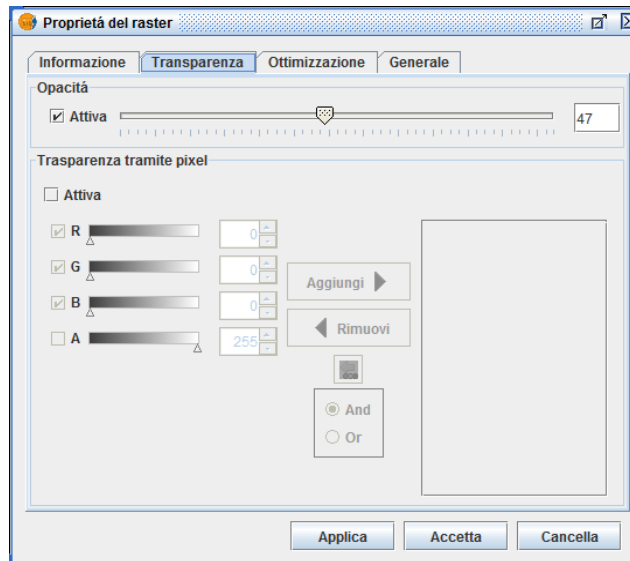 Proprietá del raster
Informazione Transparenza Ottimizzazione Generale
Opacitá
Attiva 47
Trasparenza tramite pixel
Attiva
R 0
G 0
Aggiungi
B 0
Rimuovi
A 255
And
Or
Applica Accetta Cancella